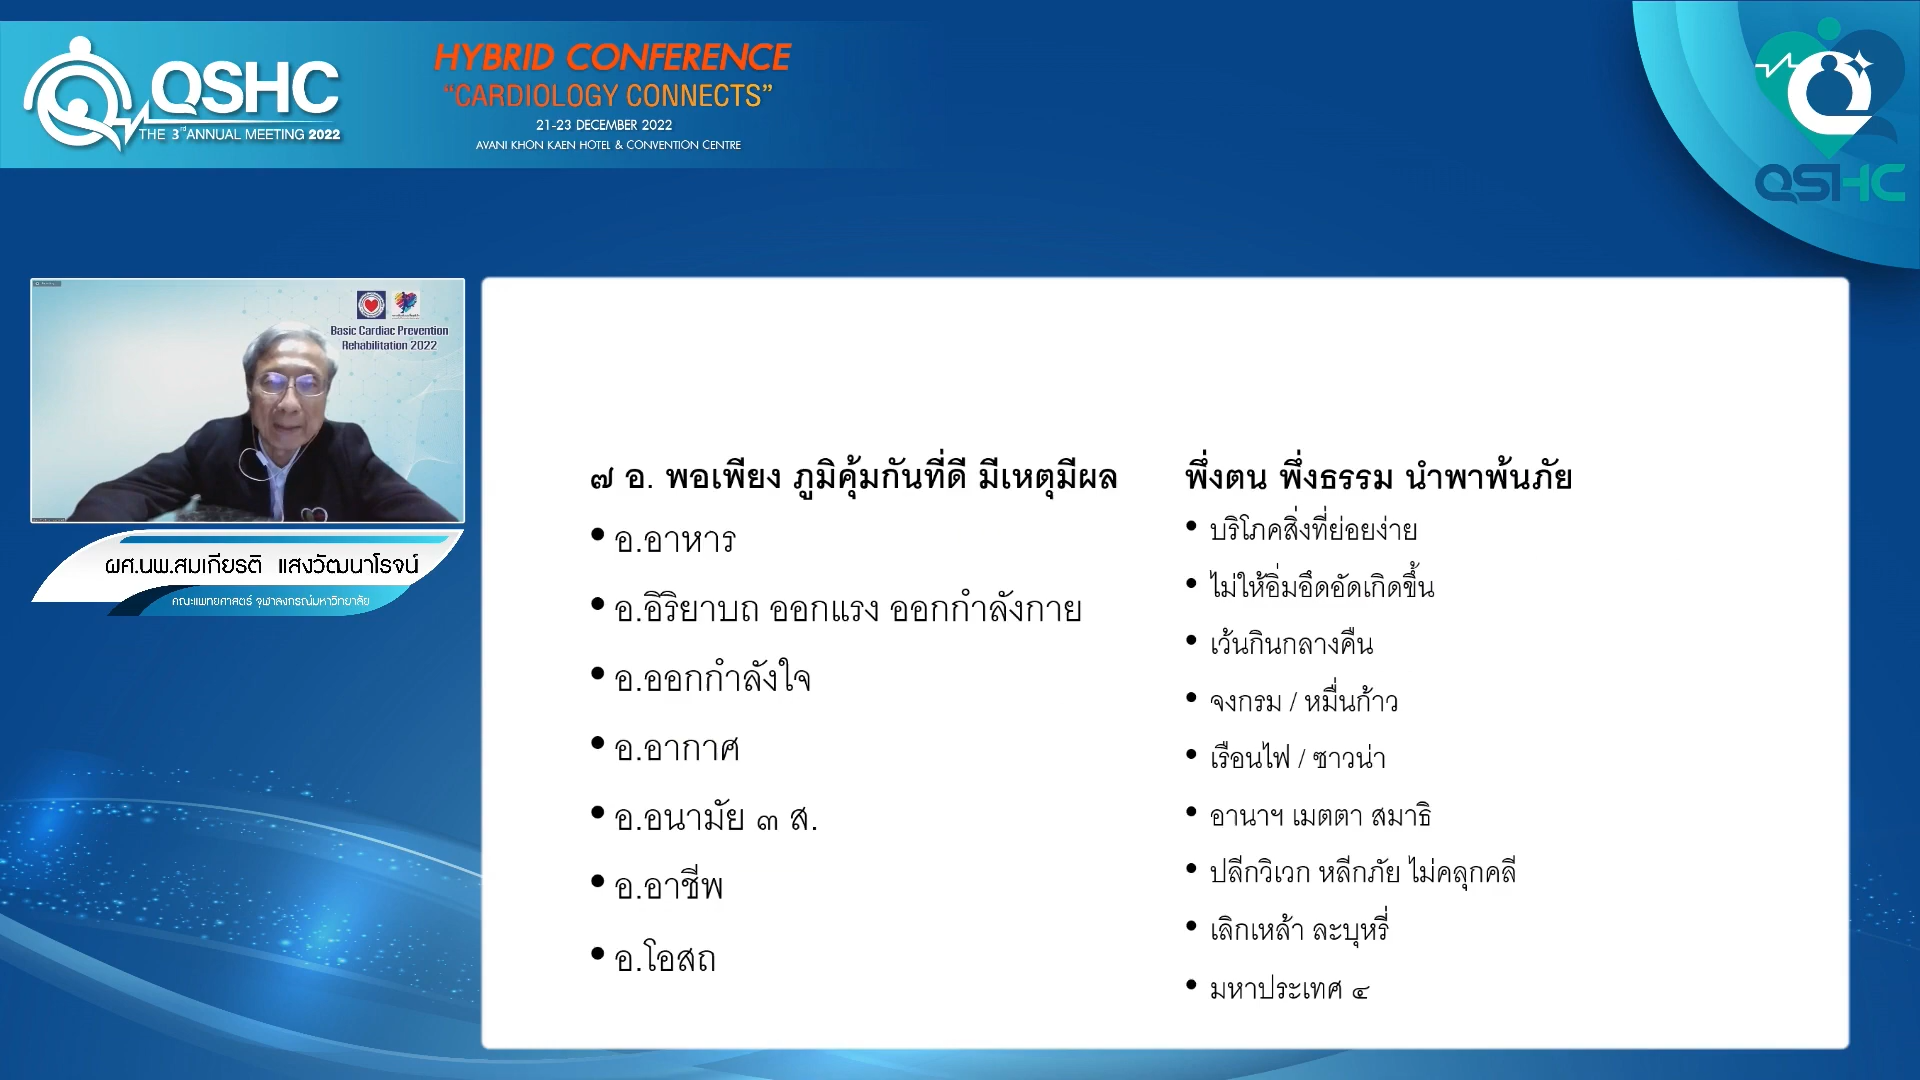 QSHC
THE 3rd ANNUAL MEETING 2022
HYBRID CONFERENCE
“CARDIOLOGY CONNECTS”
21-23 DECEMBER 2022
AVANI KHON KAEN HOTEL & CONVENTION CENTRE
QSHC
Basic Cardiac Prevention
Rehabilitation 2022
ผศ.นพ.สมเกียรติ แสงวัฒนาโรจน์
คณะแพทยศาสตร์ จุฬาลงกรณ์มหาวิทยาลัย
๗ อ. พอเพียง ภูมิคุ้มกันที่ดี มีเหตุมีผล
• อ.อาหาร
• อ.อิริยาบถ ออกแรง ออกกำลังกาย
• อ.ออกกำลังใจ
• อ.อากาศ
• อ.อนามัย ๓ ส.
• อ.อาชีพ
• อ.โอสถ
พึ่งตน พึ่งธรรม นำพาพ้นภัย
• บริโภคสิ่งที่ย่อยง่าย
• ไม่ให้อิ่มอึดอัดเกิดขึ้น
• เว้นกินกลางคืน
• จงกรม / หมื่นก้าว
• เรือนไฟ / ซาวน่า
• อานาฯ เมตตา สมาธิ
• ปลีกวิเวก หลีกภัย ไม่คลุกคลี
• เลิกเหล้า ละบุหรี่
• มหาประเทศ ๔